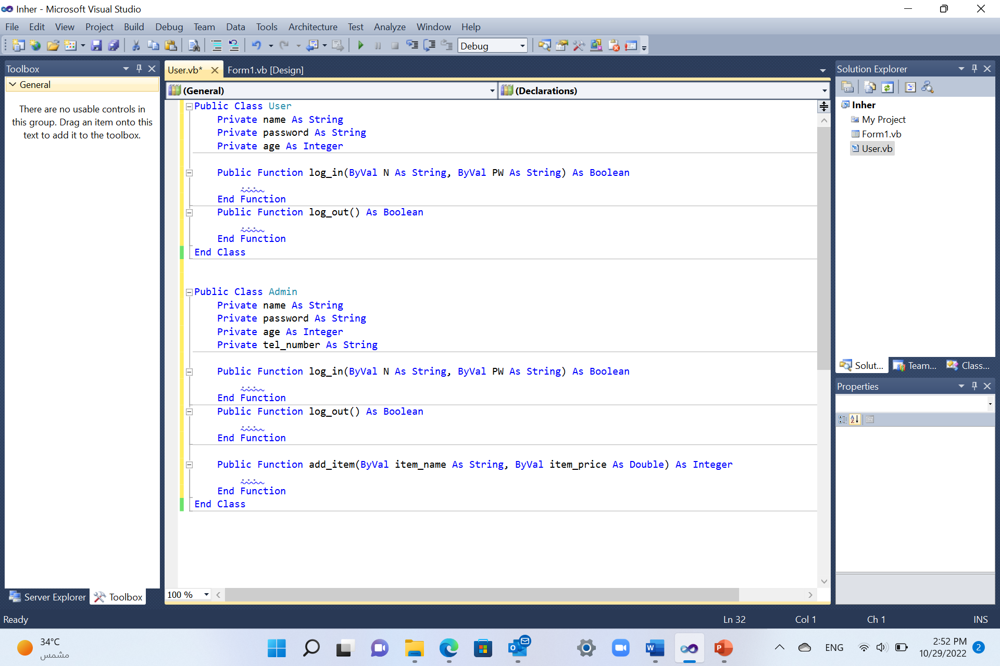 Inher - Microsoft Visual Studio
File Edit View Project Build Debug Team Data Tools Architecture Test Analyze Window Help
Debug
Toolbox
General
There are no usable controls in
this group. Drag an item onto this
text to add it to the toolbox.
Server Explorer Toolbox
User.vb* Form1.vb [Design]
(General) (Declarations)
Public Class User
Private name As String
Private password As String
Private age As Integer
Public Function log_in(ByVal N As String, ByVal PW As String) As Boolean
End Function
Public Function log_out() As Boolean
End Function
End Class
Public Class Admin
Private name As String
Private password As String
Private age As Integer
Private tel_number As String
Public Function log_in(ByVal N As String, ByVal PW As String) As Boolean
End Function
Public Function log_out() As Boolean
End Function
Public Function add_item(ByVal item_name As String, ByVal item_price As Double) As Integer
End Function
End Class
100 %
Solution Explorer
Inher
My Project
Form1.vb
User.vb
Solut... Team... Class...
Properties
Ready Ln 32 Col 1 Ch 1 INS
34°C
مشمس
ENG
2:52 PM
10/29/2022
2